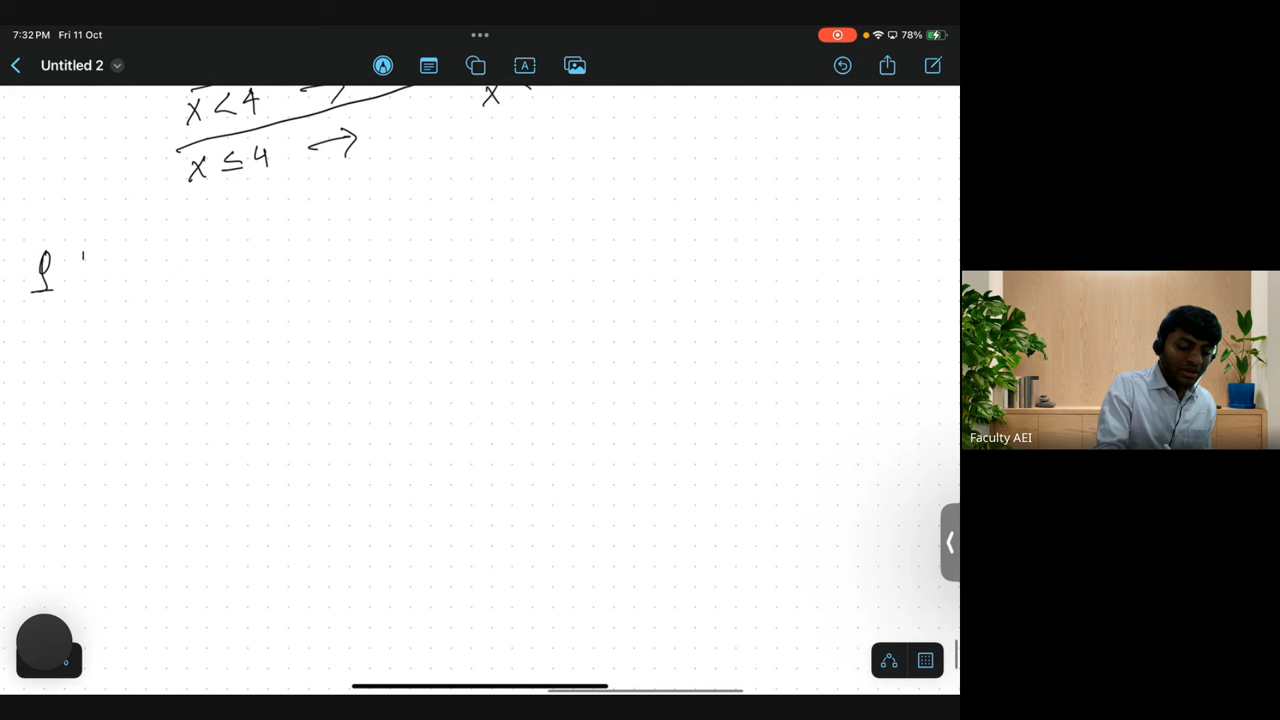 7:32 PM Fri 11 Oct
78%
Untitled 2
A
x < 4 →
x
x ≤ 4 →
Faculty AEI